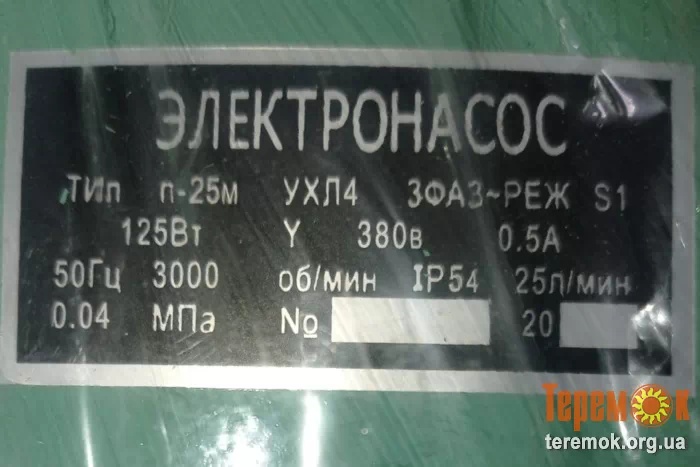 ЭЛЕКТРОНАСОС
ТИп п-25м УХЛ4 3ФАЗ~РЕЖ S1
125Вт Y 380в 0.5А
50Гц 3000 об/мин IP54 25л/мин
0.04 МПа № 20
Теремок
teremok.org.ua